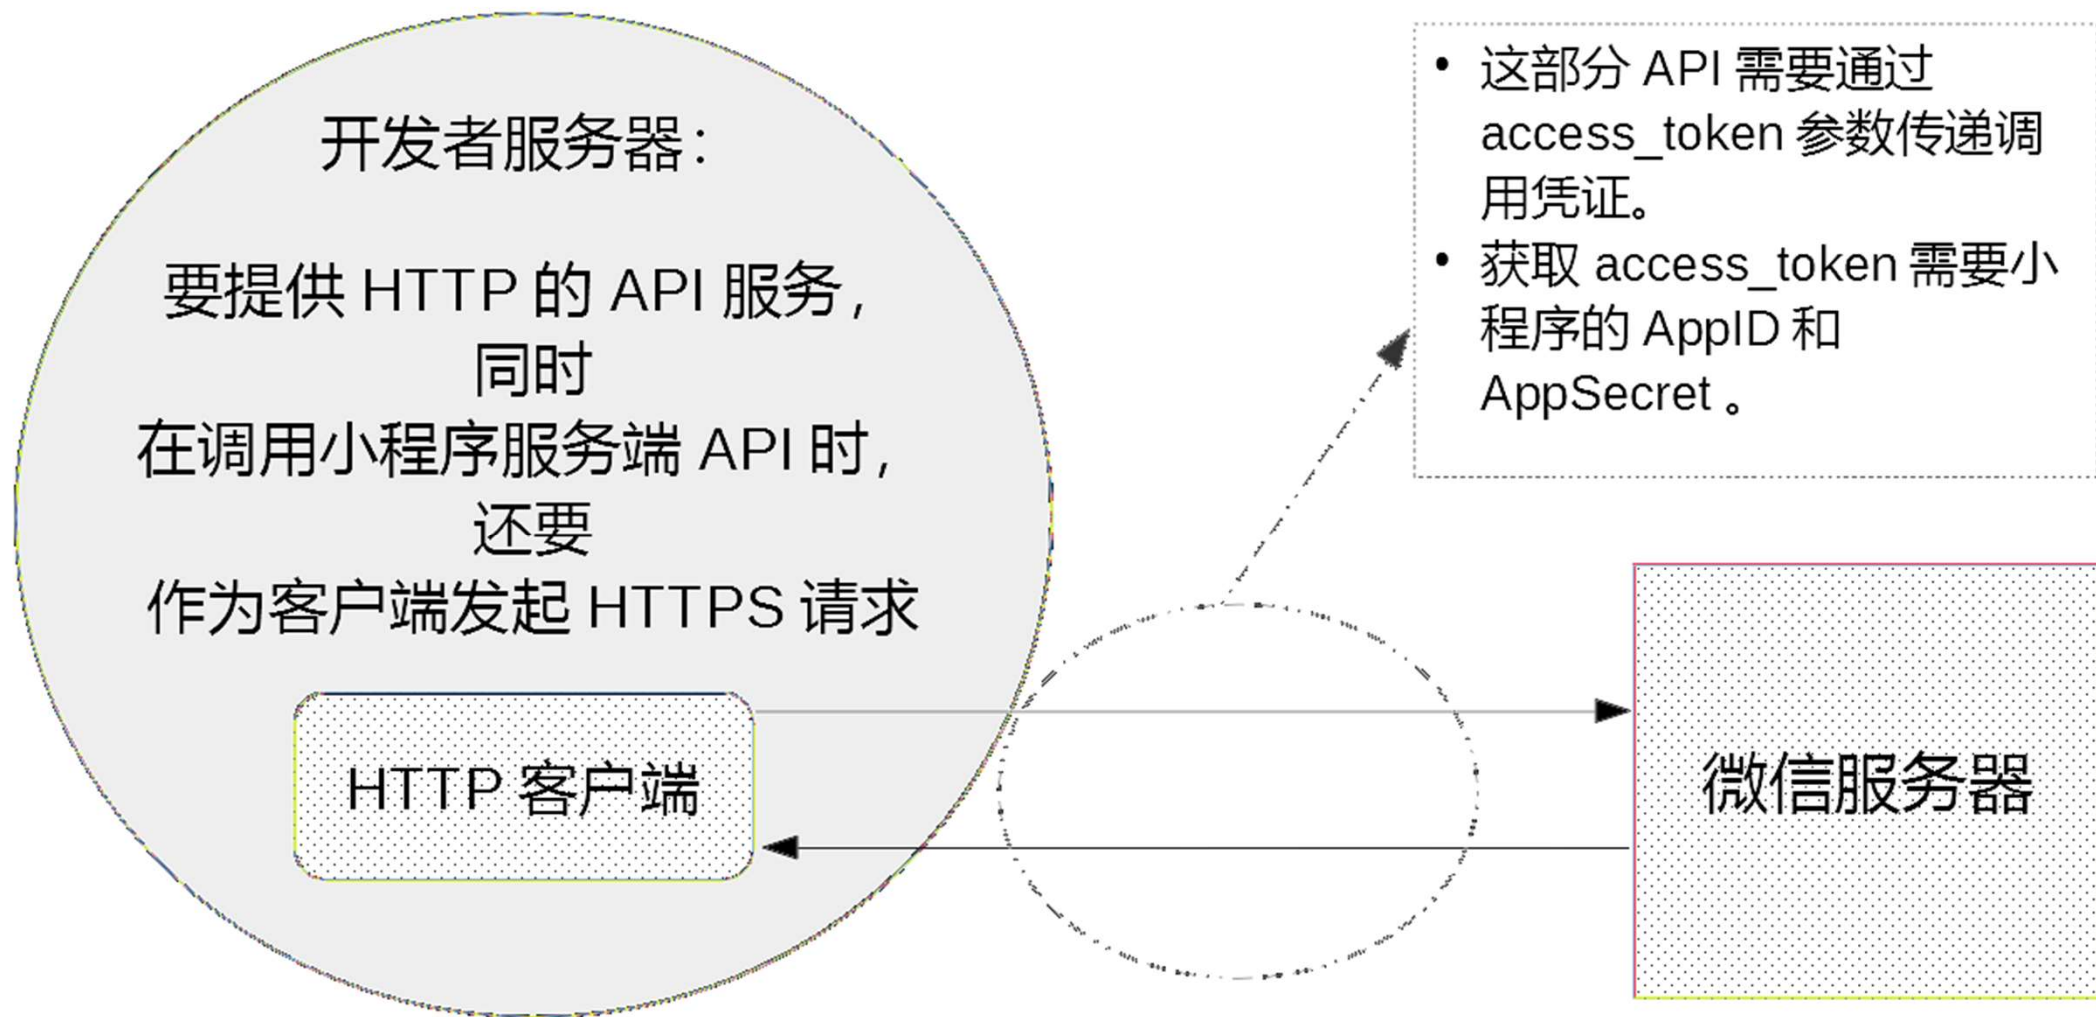 开发者服务器：
要提供 HTTP 的 API 服务，
同时
在调用小程序服务端 API 时，
还要
作为客户端发起 HTTPS 请求
HTTP 客户端
• 这部分 API 需要通过
access_token 参数传递调
用凭证。
• 获取 access_token 需要小
程序的 AppID 和
AppSecret 。
微信服务器